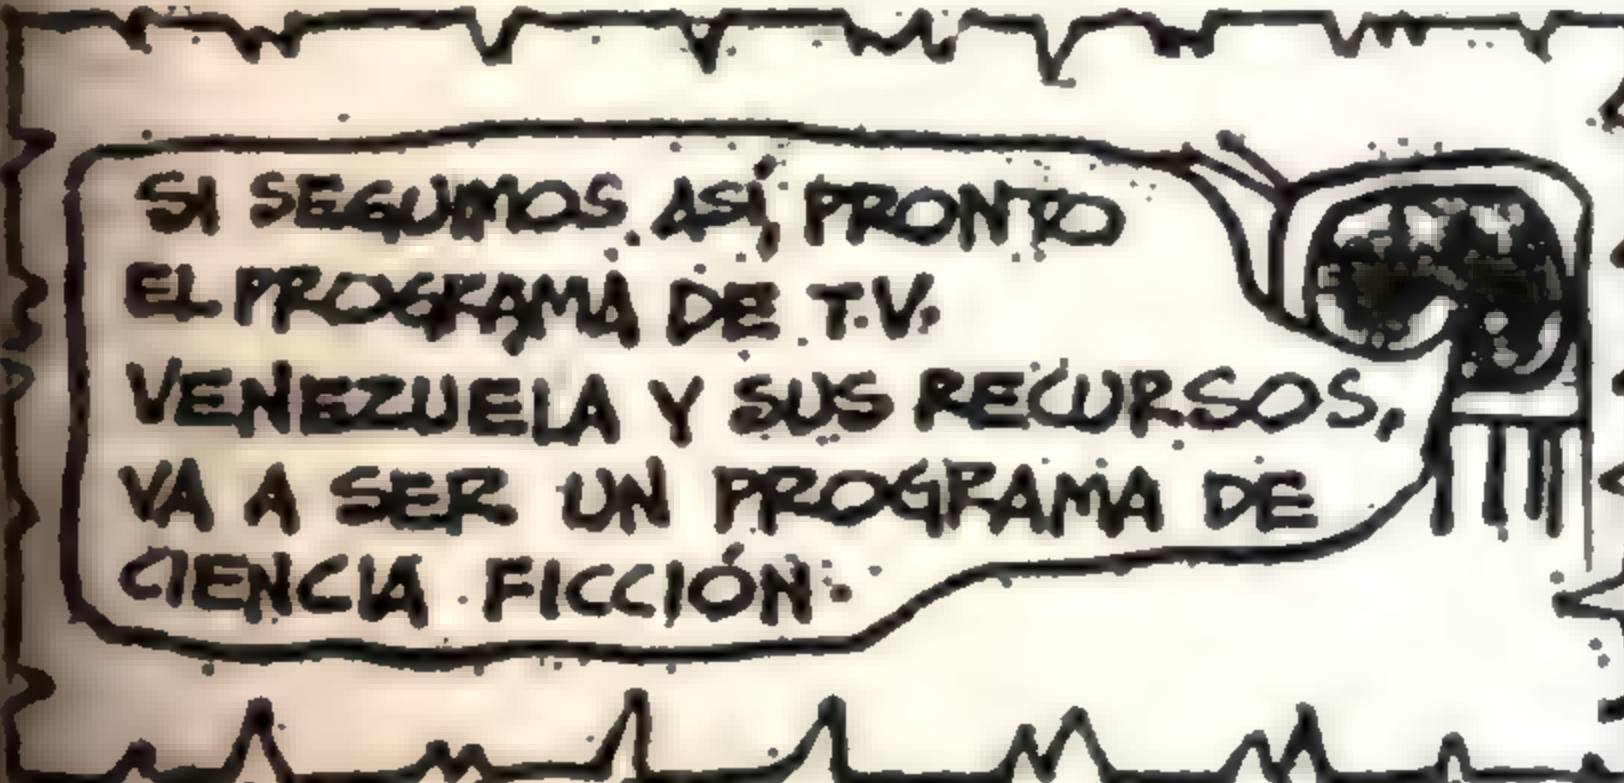 SI SEGUIMOS ASÍ, PRONTO
EL PROGRAMA DE T.V.
VENEZUELA Y SUS RECURSOS,
VA A SER UN PROGRAMA DE
CIENCIA FICCIÓN.